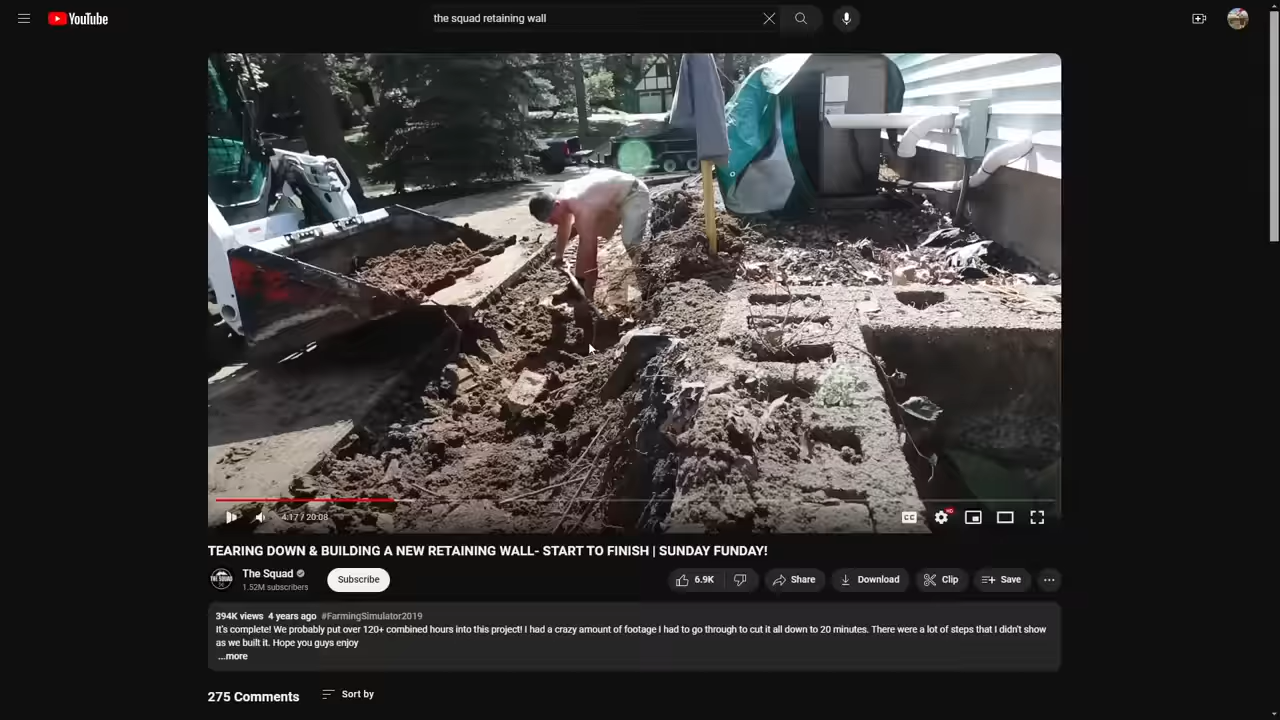 YouTube
the squad retaining wall
4:17 / 20:08
CC
HD
TEARING DOWN & BUILDING A NEW RETAINING WALL- START TO FINISH | SUNDAY FUNDAY!
THE SQUAD
The Squad
1.52M subscribers
Subscribe
6.9K
Share
Download
Clip
Save
394K views 4 years ago #FarmingSimulator2019
It's complete! We probably put over 120+ combined hours into this project! I had a crazy amount of footage I had to go through to cut it all down to 20 minutes. There were a lot of steps that I didn't show
as we built it. Hope you guys enjoy
...more
275 Comments
Sort by